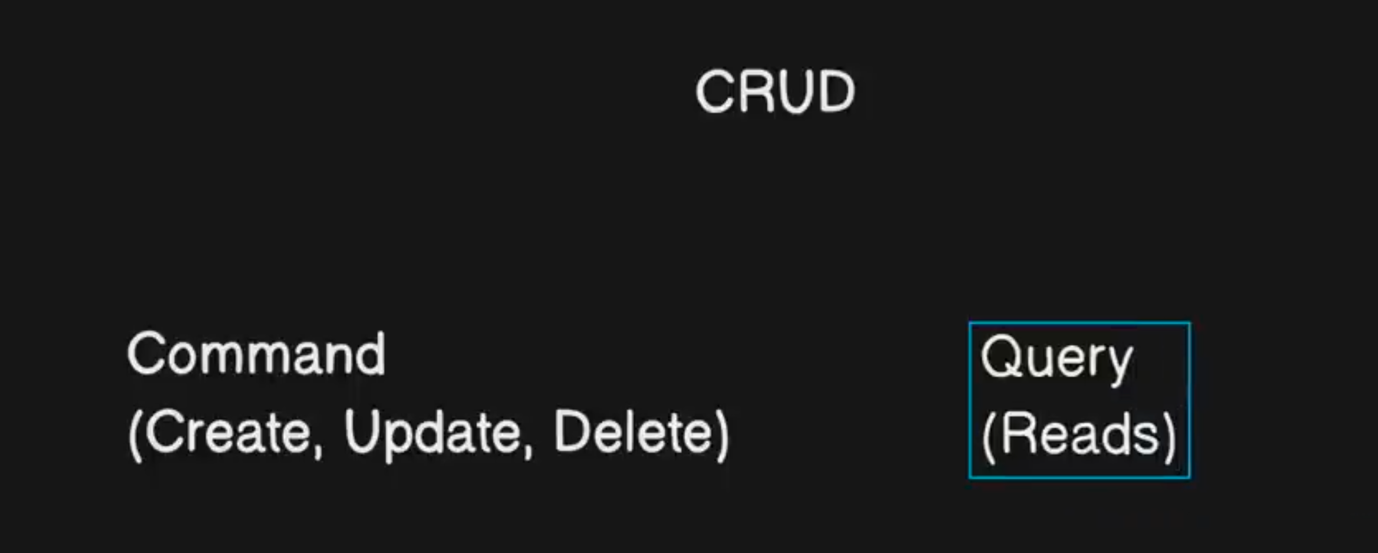 CRUD
Command
(Create, Update, Delete)
Query
(Reads)